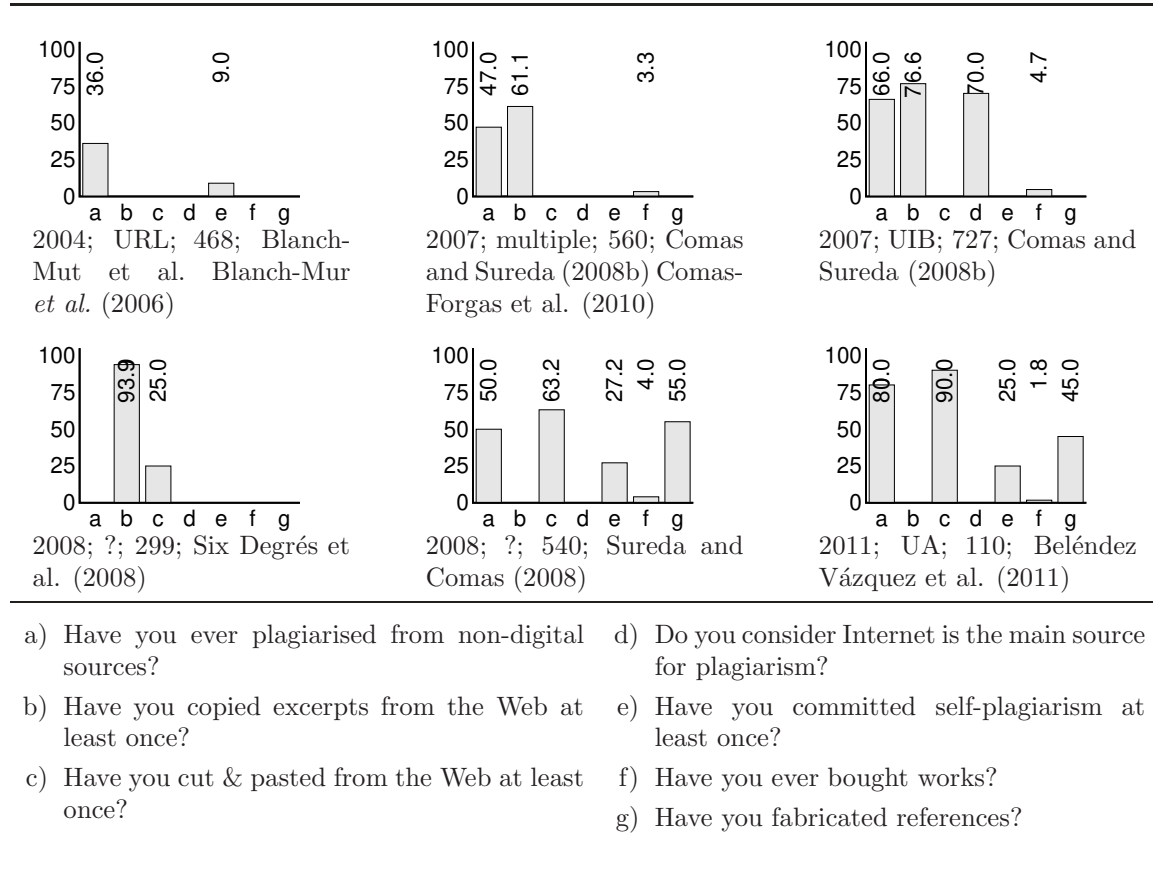 100
75
50
25
0
36.0
9.0
a b c d e f g
2004; URL; 468; Blanch-
Mut et al. Blanch-Mur
et al. (2006)
100
75
50
25
0
47.0
61.1
3.3
a b c d e f g
2007; multiple; 560; Comas
and Sureda (2008b) Comas-
Forgas et al. (2010)
100
75
50
25
0
66.0
76.6
70.0
4.7
a b c d e f g
2007; UIB; 727; Comas and
Sureda (2008b)
100
75
50
25
0
93.9
25.0
a b c d e f g
2008; ?; 299; Six Degrés et
al. (2008)
100
75
50
25
0
50.0
63.2
27.2
4.0
55.0
a b c d e f g
2008; ?; 540; Sureda and
Comas (2008)
100
75
50
25
0
80.0
90.0
25.0
1.8
45.0
a b c d e f g
2011; UA; 110; Beléndez
Vázquez et al. (2011)
a) Have you ever plagiarised from non-digital
sources?
b) Have you copied excerpts from the Web at
least once?
c) Have you cut & pasted from the Web at least
once?
d) Do you consider Internet is the main source
for plagiarism?
e) Have you committed self-plagiarism at
least once?
f) Have you ever bought works?
g) Have you fabricated references?